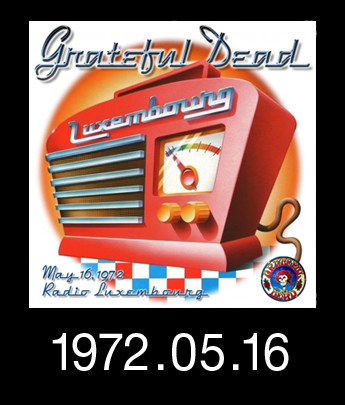 Grateful Dead
Luxembourg
May 16, 1972
Radio Luxembourg
1972.05.16